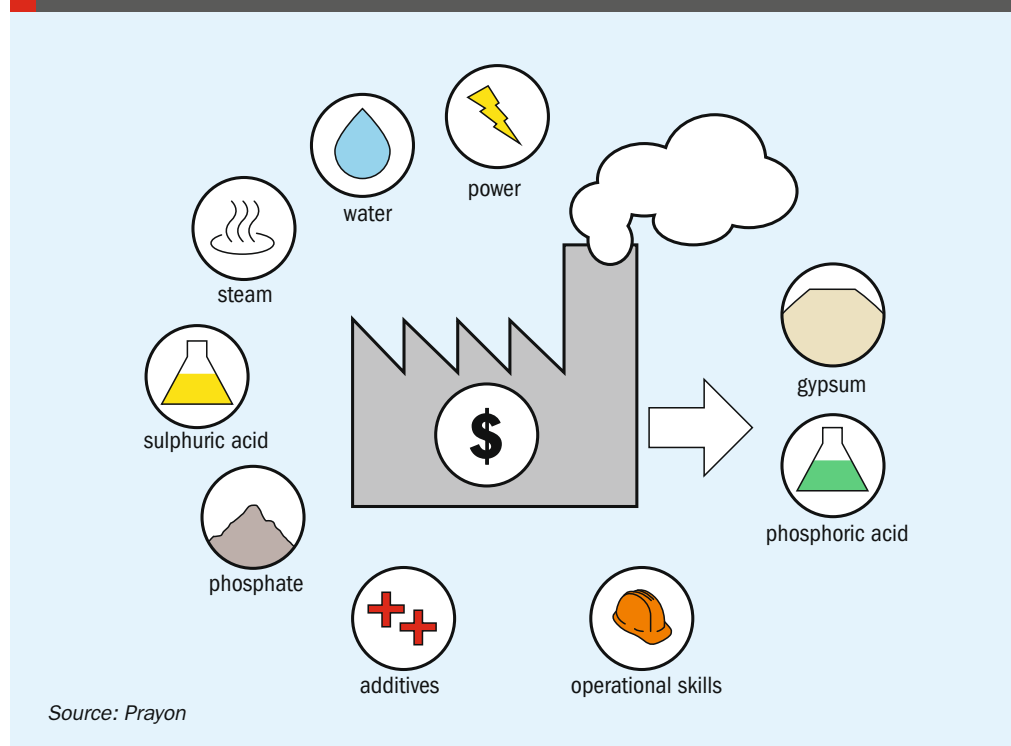 power
water
steam
gypsum
$
sulphuric acid
phosphoric acid
phosphate
additives
operational skills
Source: Prayon